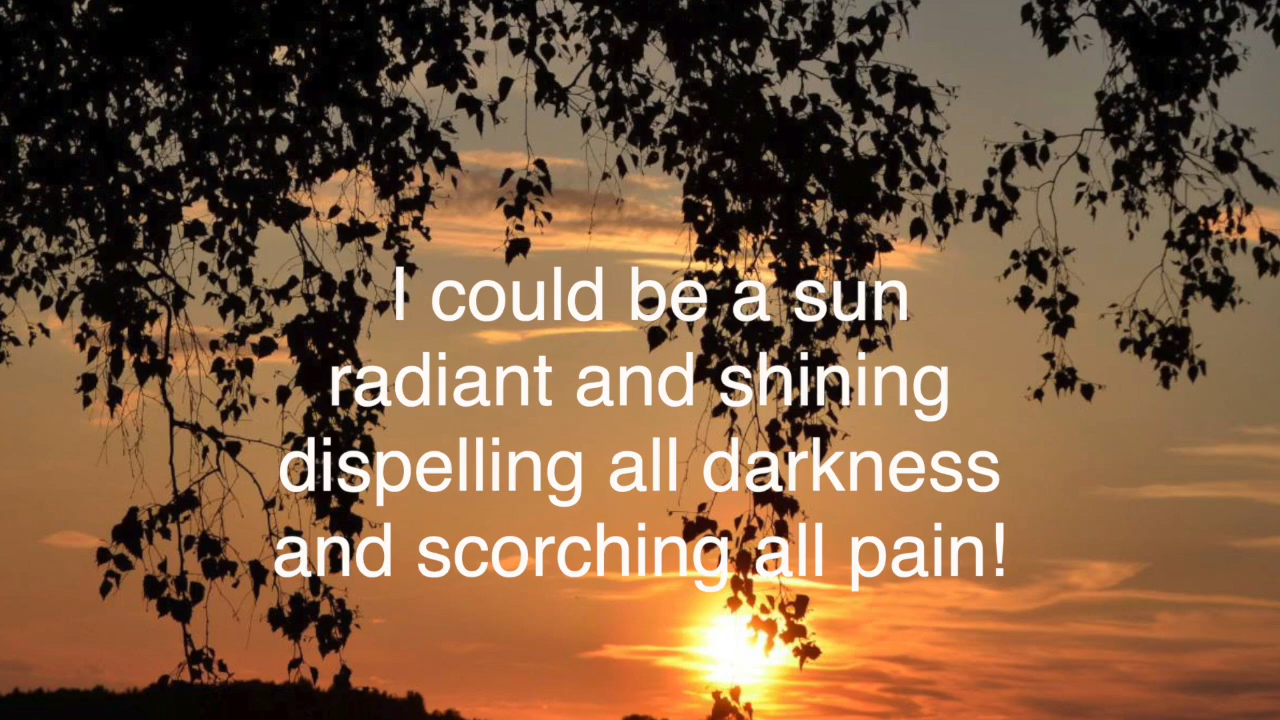 I could be a sun
radiant and shining
dispelling all darkness
and scorching all pain!